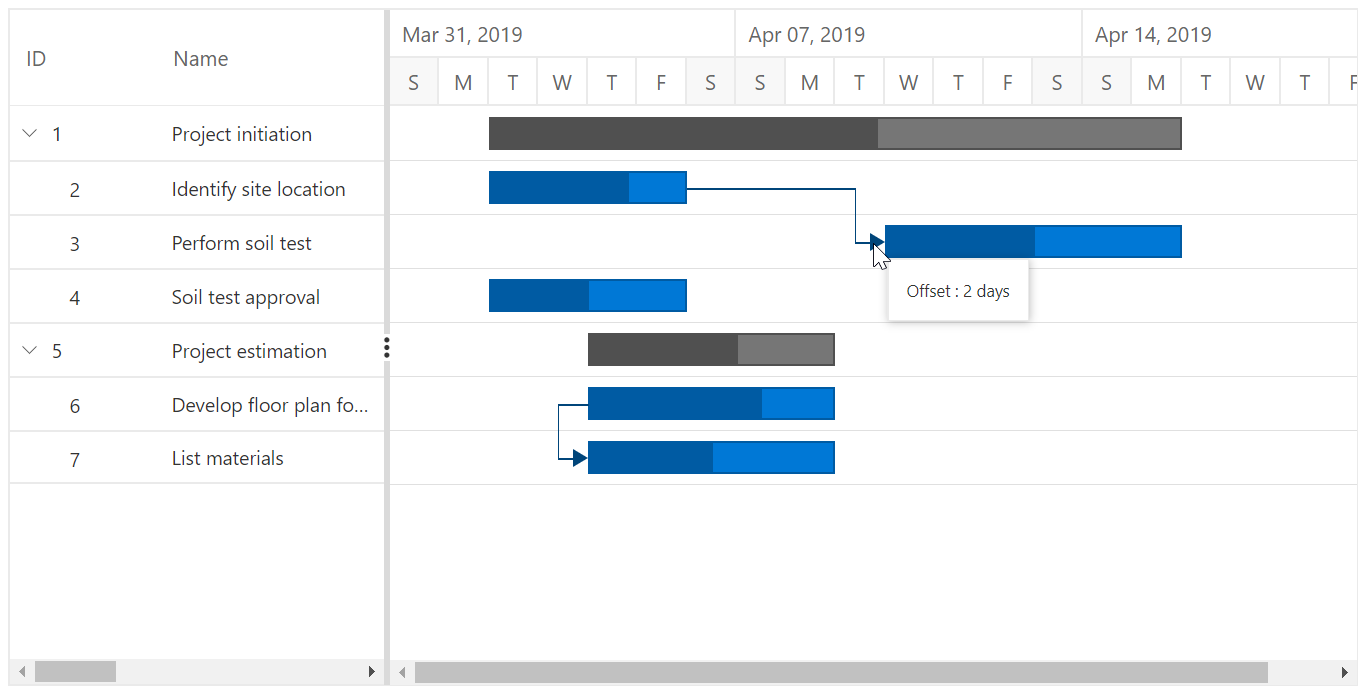 ID Name Mar 31, 2019 Apr 07, 2019 Apr 14, 2019
S M T W T F S S M T W T F S S M T W T F
1 Project initiation
2 Identify site location
3 Perform soil test
Offset : 2 days
4 Soil test approval
5 Project estimation
6 Develop floor plan fo...
7 List materials